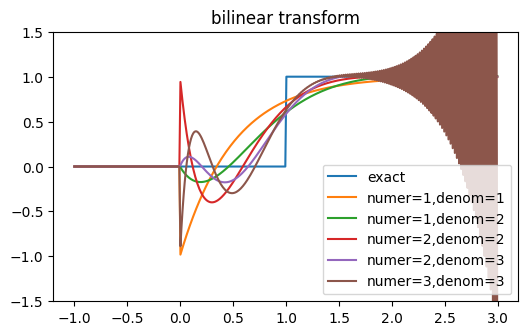 bilinear transform
1.5
1.0
0.5
0.0
−0.5
−1.0
−1.5
exact
numer=1,denom=1
numer=1,denom=2
numer=2,denom=2
numer=2,denom=3
numer=3,denom=3
−1.0 −0.5 0.0 0.5 1.0 1.5 2.0 2.5 3.0